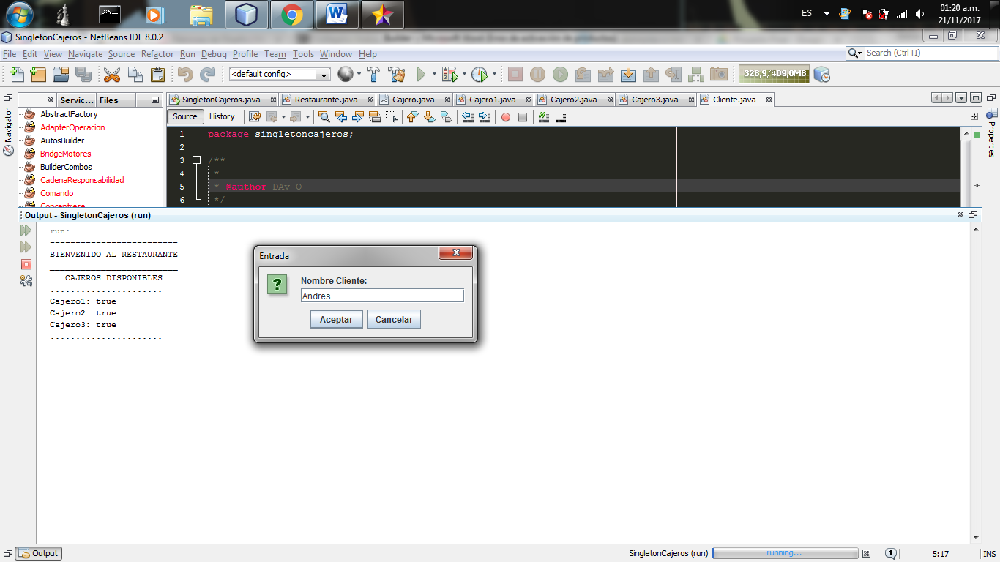 ES
01:20 a.m.
21/11/2017
SingletonCajeros - NetBeans IDE 8.0.2
File Edit View Navigate Source Refactor Run Debug Profile Team Tools Window Help
Search (Ctrl+I)
<default config>
328,9/409,0MB
Servic... Files
SingletonCajeros.java Restaurante.java Cajero.java Cajero1.java Cajero2.java Cajero3.java Cliente.java
Source History
Navigator
Properties
AbstractFactory
AdapterOperacion
AutosBuilder
BridgeMotores
BuilderCombos
CadenaResponsabilidad
Comando
Concentrese
1 package singletoncajeros;
2
3 /**
4 *
5 * @author DAv_O
6 */
Output - SingletonCajeros (run)
run:
-------------------------
BIENVENIDO AL RESTAURANTE
_________________________
...CAJEROS DISPONIBLES...
......................
Cajero1: true
Cajero2: true
Cajero3: true
......................
Entrada
Nombre Cliente:
Andres
Aceptar Cancelar
Output
SingletonCajeros (run) running... 1 5:17 INS